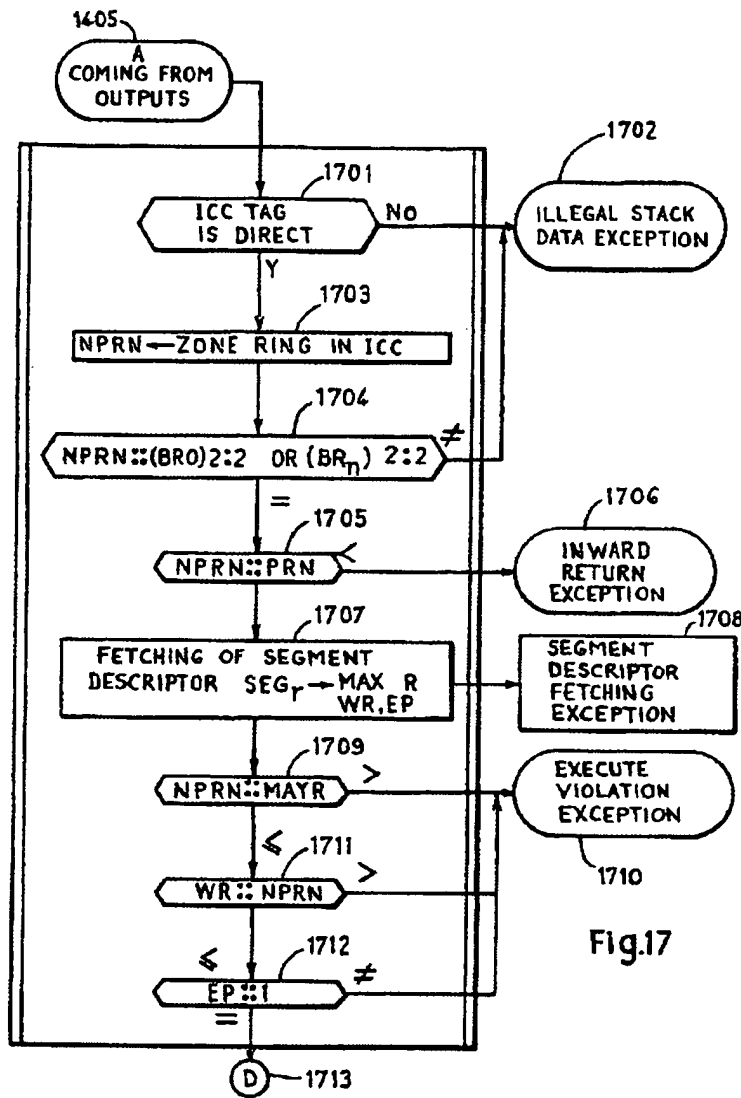 1405
A
COMING FROM
OUTPUTS
1702
1701
ICC TAG
IS DIRECT
No
ILLEGAL STACK
DATA EXCEPTION
Y
1703
NPRN ← ZONE RING IN ICC
1704
NPRN::(BRO)2:2 OR (BRn) 2:2
≠
=
1705
1706
NPRN::PRN
<
INWARD
RETURN
EXCEPTION
1707
1708
FETCHING OF SEGMENT
DESCRIPTOR SEGr → MAX R
WR,EP
SEGMENT
DESCRIPTOR
FETCHING
EXCEPTION
1709
NPRN::MAYR
>
EXECUTE
VIOLATION
EXCEPTION
⩽
1711
1710
WR::NPRN
>
Fig.17
⩽
1712
EP::1
≠
=
D
1713